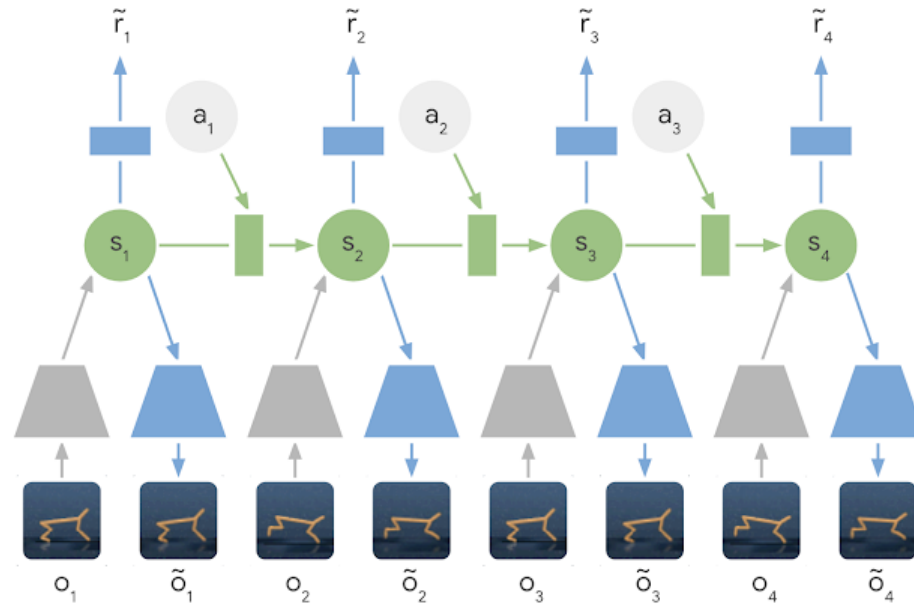 r̃₁ r̃₂ r̃₃ r̃₄
a₁ a₂ a₃
s₁ s₂ s₃ s₄
o₁ õ₁ o₂ õ₂ o₃ õ₃ o₄ õ₄